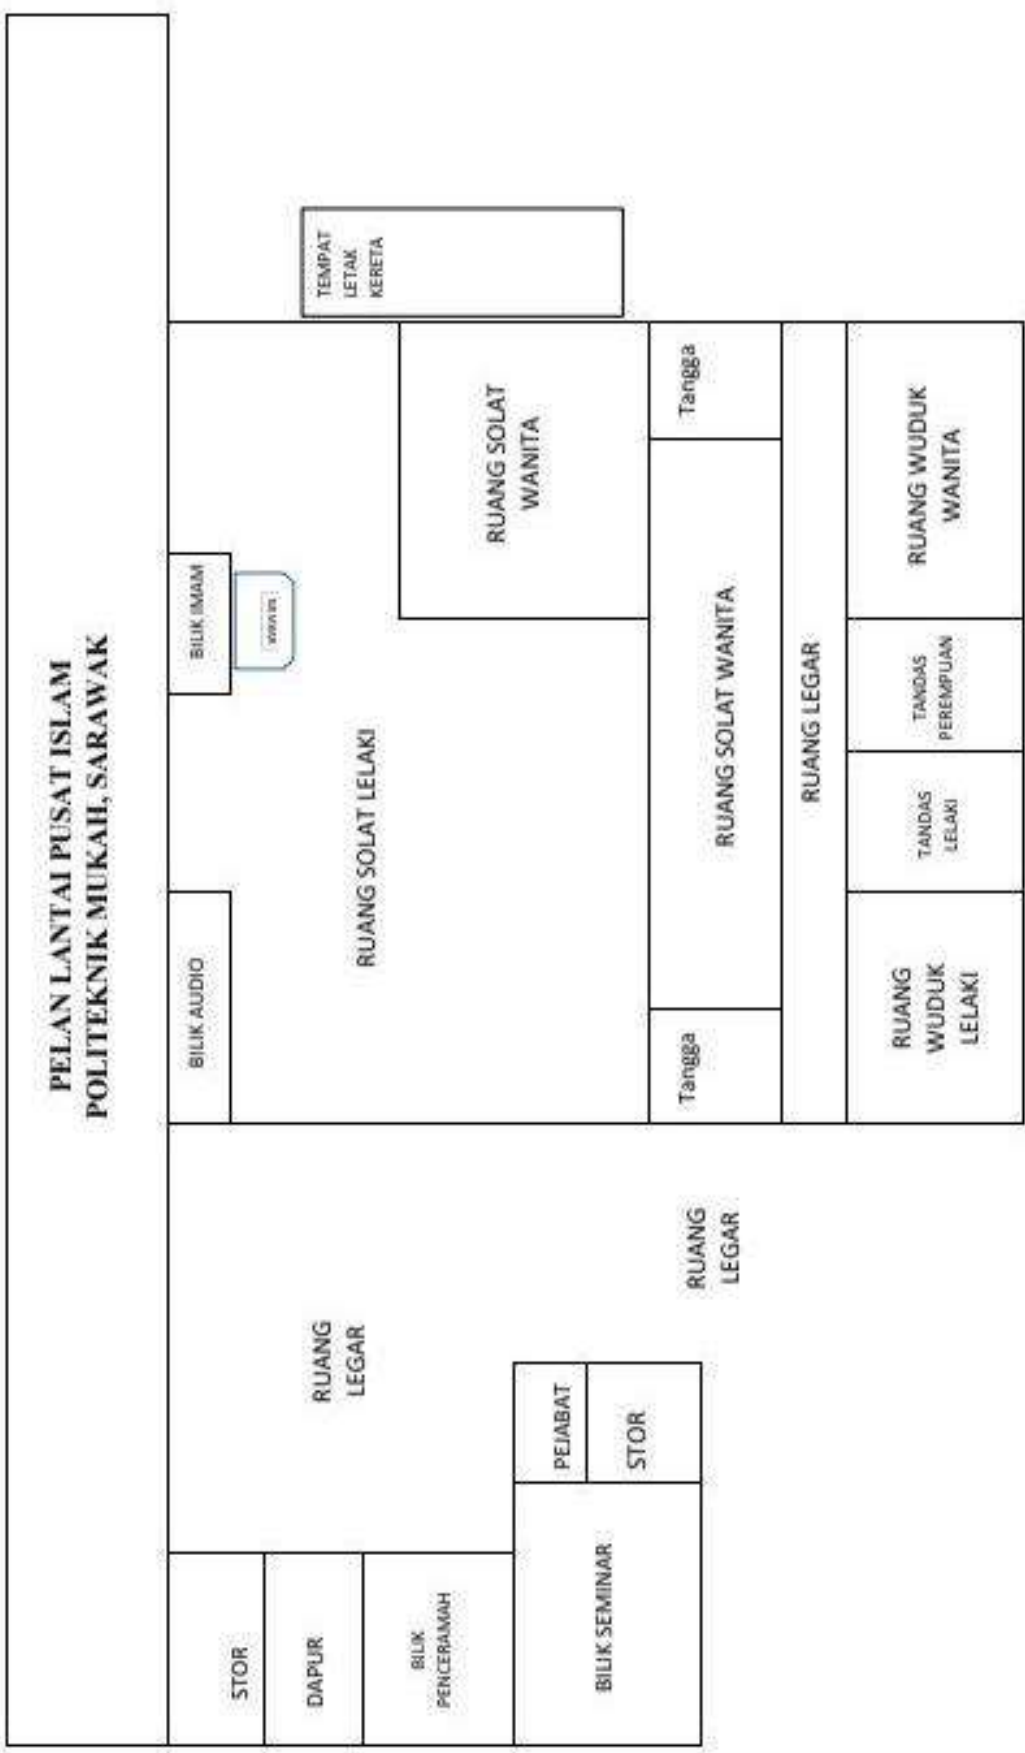 PELAN LANTAI PUSAT ISLAM
POLITEKNIK MUKAH, SARAWAK
STOR
BILIK AUDIO
BILIK IMAM
DAPUR
RUANG
LEGAR
RUANG SOLAT LELAKI
TEMPAT
LETAK
KERETA
BILIK
PENCERAMAH
RUANG SOLAT
WANITA
PEJABAT
BILIK SEMINAR
STOR
RUANG
LEGAR
Tangga
RUANG SOLAT WANITA
Tangga
RUANG LEGAR
RUANG
WUDUK
LELAKI
TANDAS
LELAKI
TANDAS
PEREMPUAN
RUANG WUDUK
WANITA